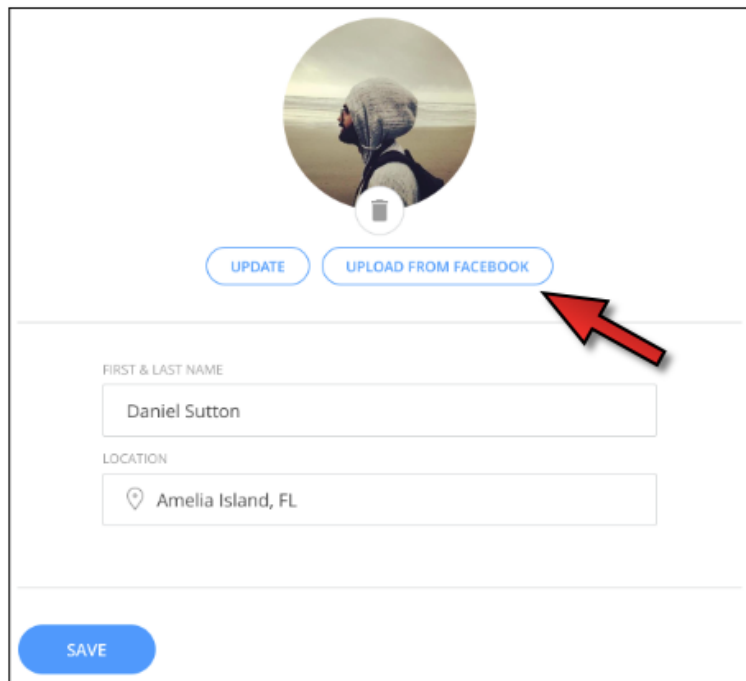 UPDATE UPLOAD FROM FACEBOOK
FIRST & LAST NAME
Daniel Sutton
LOCATION
Amelia Island, FL
SAVE